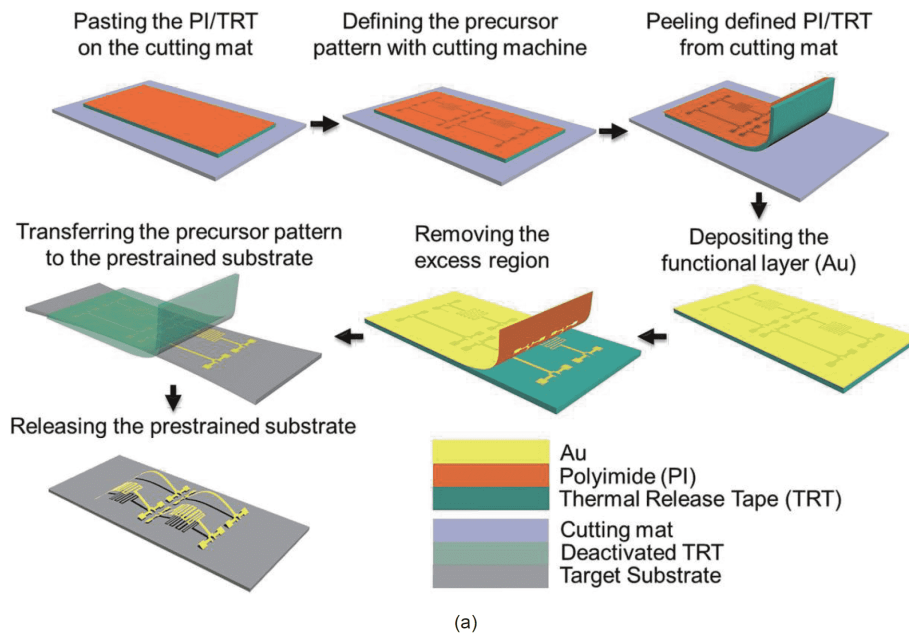 Pasting the PI/TRT
on the cutting mat
Defining the precursor
pattern with cutting machine
Peeling defined PI/TRT
from cutting mat
Depositing the
functional layer (Au)
Removing the
excess region
Transferring the precursor pattern
to the prestrained substrate
Releasing the prestrained substrate
Au
Polyimide (PI)
Thermal Release Tape (TRT)
Cutting mat
Deactivated TRT
Target Substrate
(a)